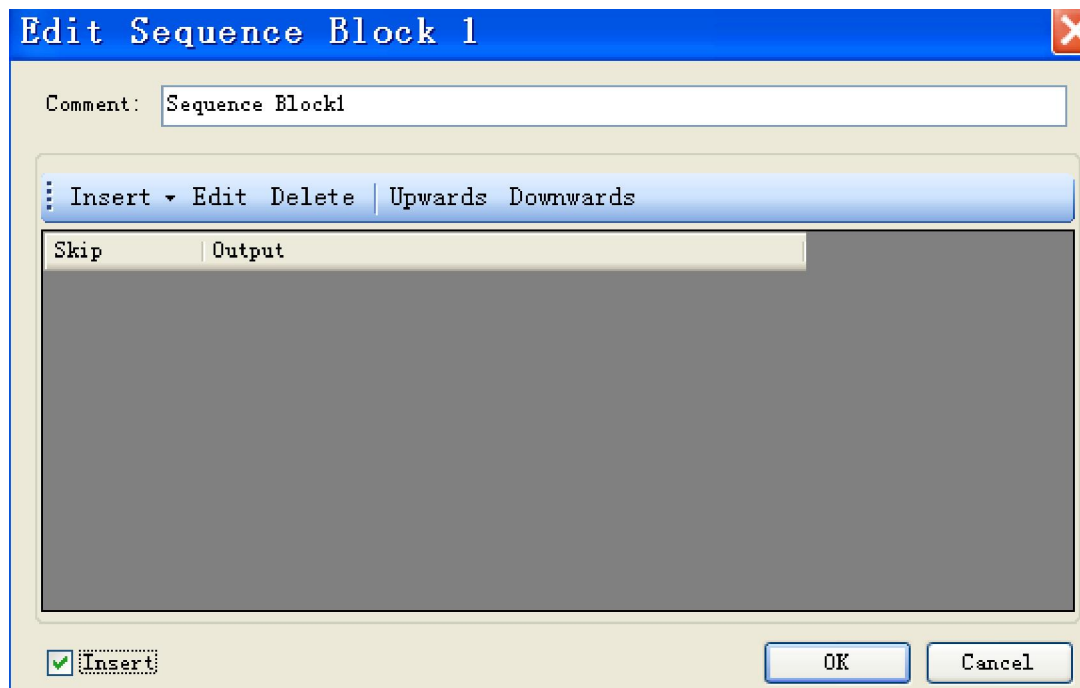 Edit Sequence Block 1
Comment: Sequence Block1
Insert Edit Delete Upwards Downwards
Skip Output
Insert OK Cancel